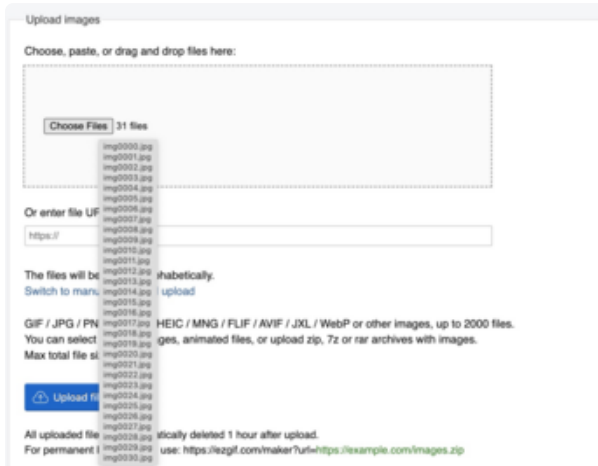 Upload images
Choose, paste, or drag and drop files here:
Choose Files 31 files
img0000.jpg
img0001.jpg
img0002.jpg
img0003.jpg
img0004.jpg
img0005.jpg
img0006.jpg
img0007.jpg
img0008.jpg
img0009.jpg
img0010.jpg
img0011.jpg
img0012.jpg
img0013.jpg
img0014.jpg
img0015.jpg
img0016.jpg
img0017.jpg
img0018.jpg
img0019.jpg
img0020.jpg
img0021.jpg
img0022.jpg
img0023.jpg
img0024.jpg
img0025.jpg
img0026.jpg
img0027.jpg
img0028.jpg
img0029.jpg
img0030.jpg
Or enter file UR
https://
The files will be habetically.
Switch to manu upload
GIF / JPG / PN HEIC / MNG / FLIF / AVIF / JXL / WebP or other images, up to 2000 files.
You can select ges, animated files, or upload zip, 7z or rar archives with images.
Max total file si
Upload fil
All uploaded file atically deleted 1 hour after upload.
For permanent use: https://ezgif.com/maker?url=https://example.com/images.zip